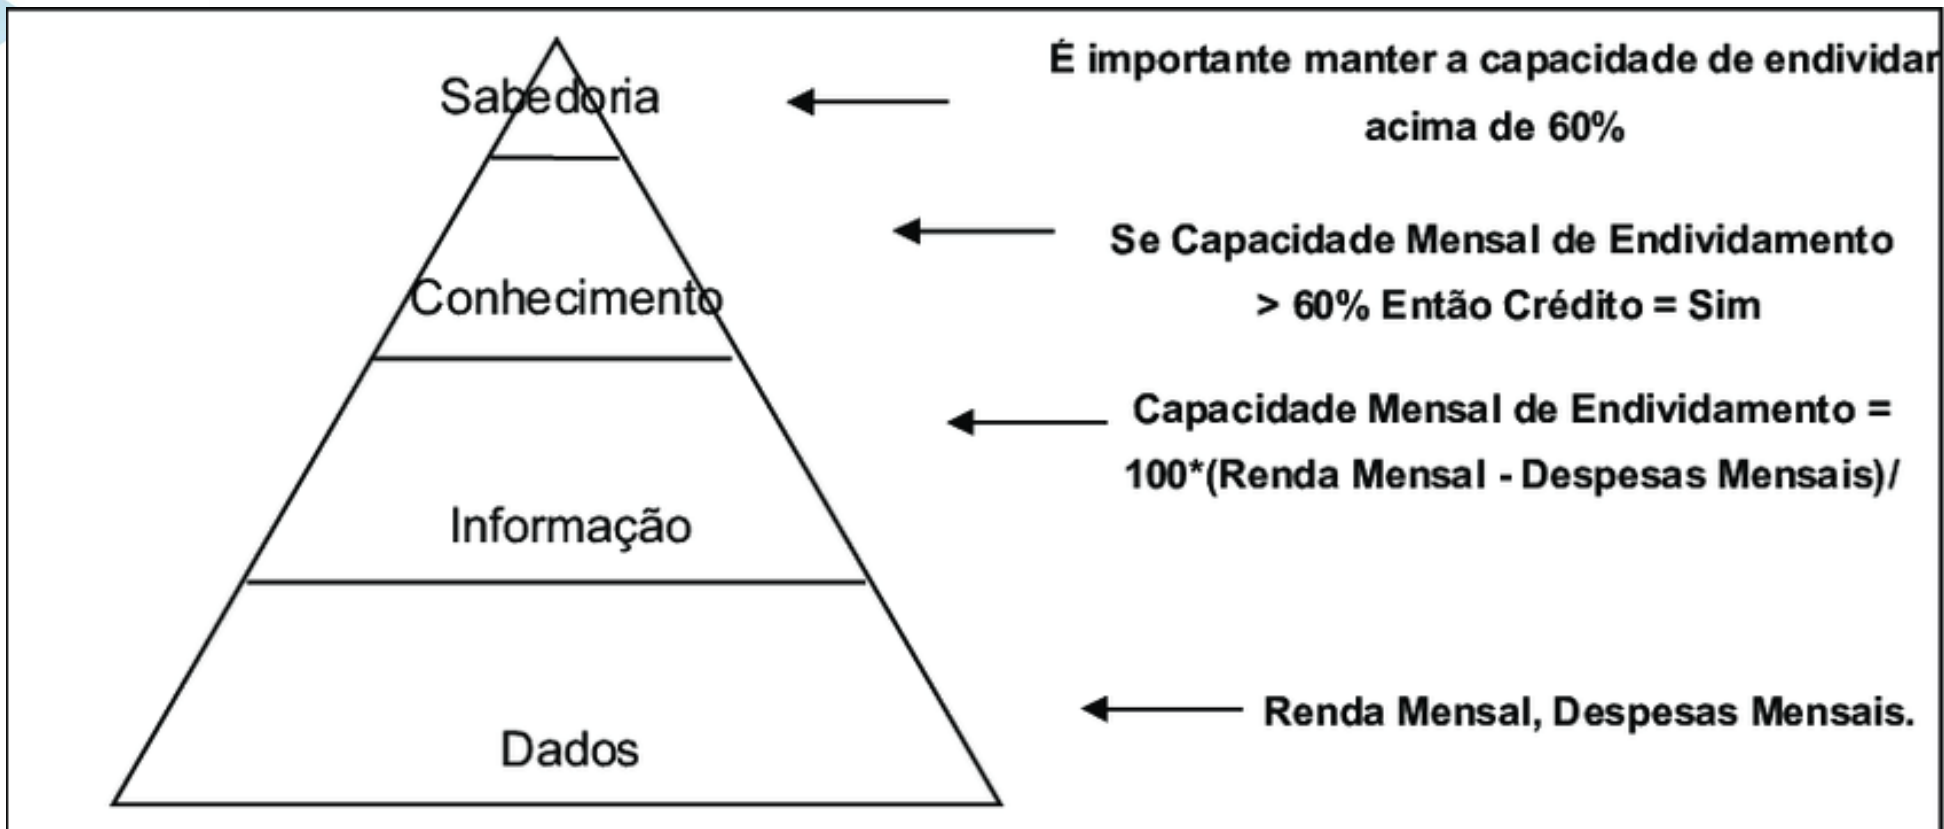 Sabedoria
É importante manter a capacidade de endividar
acima de 60%
Conhecimento
Se Capacidade Mensal de Endividamento
> 60% Então Crédito = Sim
Informação
Capacidade Mensal de Endividamento =
100*(Renda Mensal - Despesas Mensais)/
Dados
Renda Mensal, Despesas Mensais.